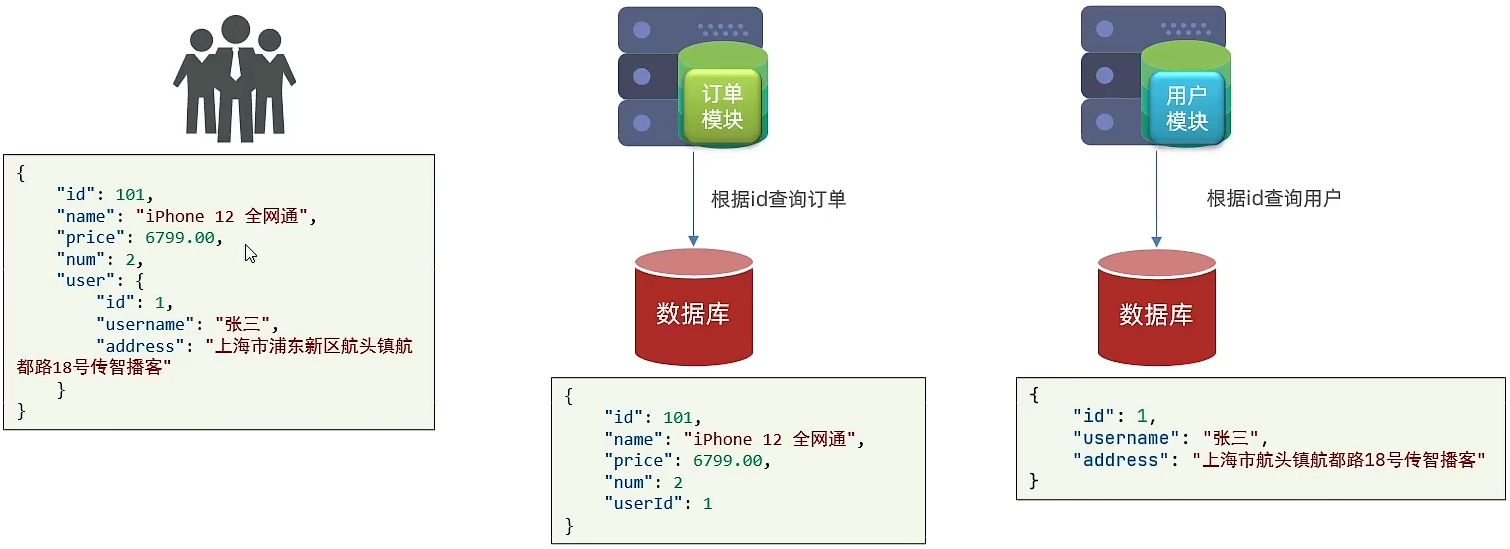 {
    "id": 101,
    "name": "iPhone 12 全网通",
    "price": 6799.00,
    "num": 2,
    "user": {
        "id": 1,
        "username": "张三",
        "address": "上海市浦东新区航头镇航
都路18号传智播客"
    }
}
订单
模块
根据id查询订单
数据库
{
    "id": 101,
    "name": "iPhone 12 全网通",
    "price": 6799.00,
    "num": 2
    "userId": 1
}
用户
模块
根据id查询用户
数据库
{
    "id": 1,
    "username": "张三",
    "address": "上海市航头镇航都路18号传智播客"
}